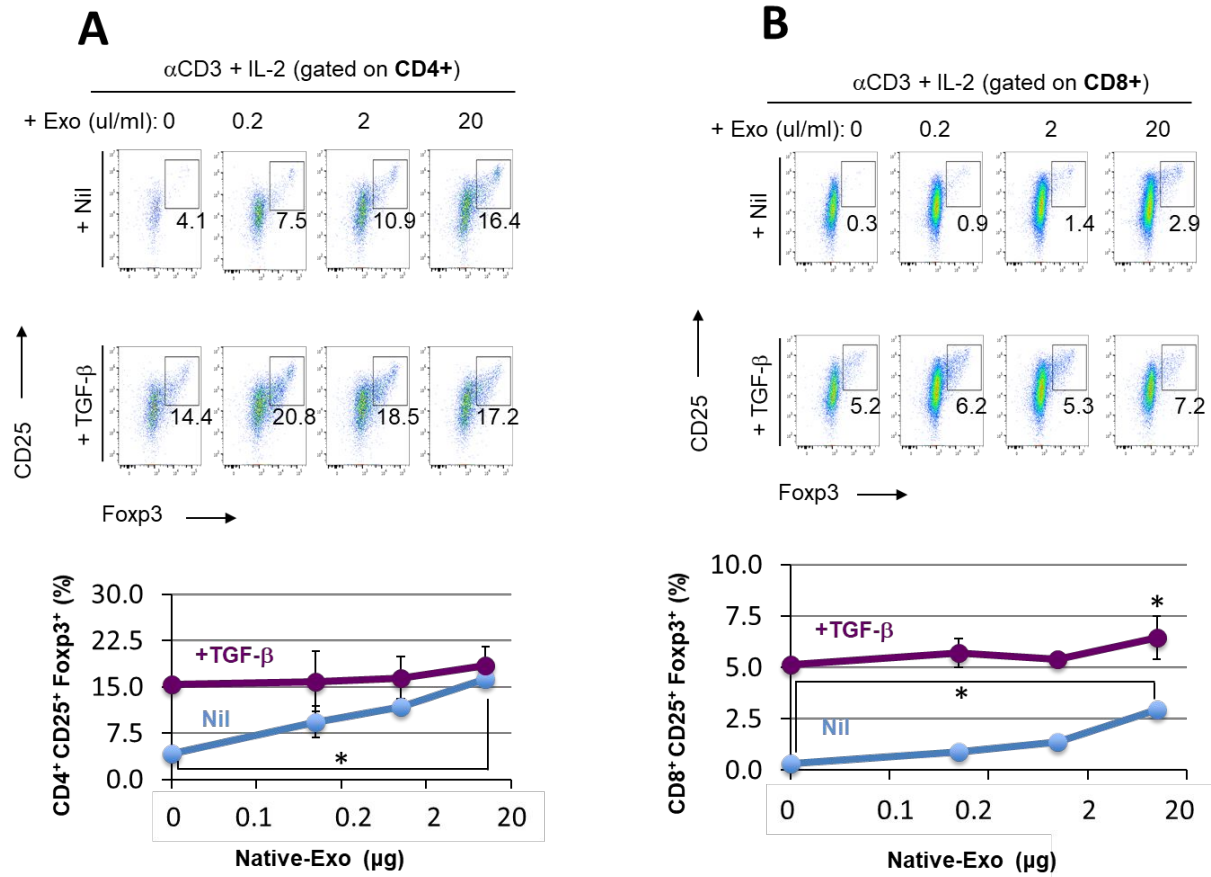 A
αCD3 + IL-2 (gated on CD4+)
+ Exo (ul/ml): 0 0.2 2 20
+ Nil
4.1 7.5 10.9 16.4
+ TGF-β
14.4 20.8 18.5 17.2
CD25
Foxp3
30.0
22.5
15.0
7.5
0.0
+TGF-β
Nil
*
CD4+ CD25+ Foxp3+ (%)
0 0.1 0.2 2 20
Native-Exo (μg)
B
αCD3 + IL-2 (gated on CD8+)
+ Exo (ul/ml): 0 0.2 2 20
+ Nil
0.3 0.9 1.4 2.9
+ TGF-β
5.2 6.2 5.3 7.2
CD25
Foxp3
10.0
7.5
5.0
2.5
0.0
+TGF-β
*
*
Nil
CD8+ CD25+ Foxp3+ (%)
0 0.1 0.2 2 20
Native-Exo (μg)